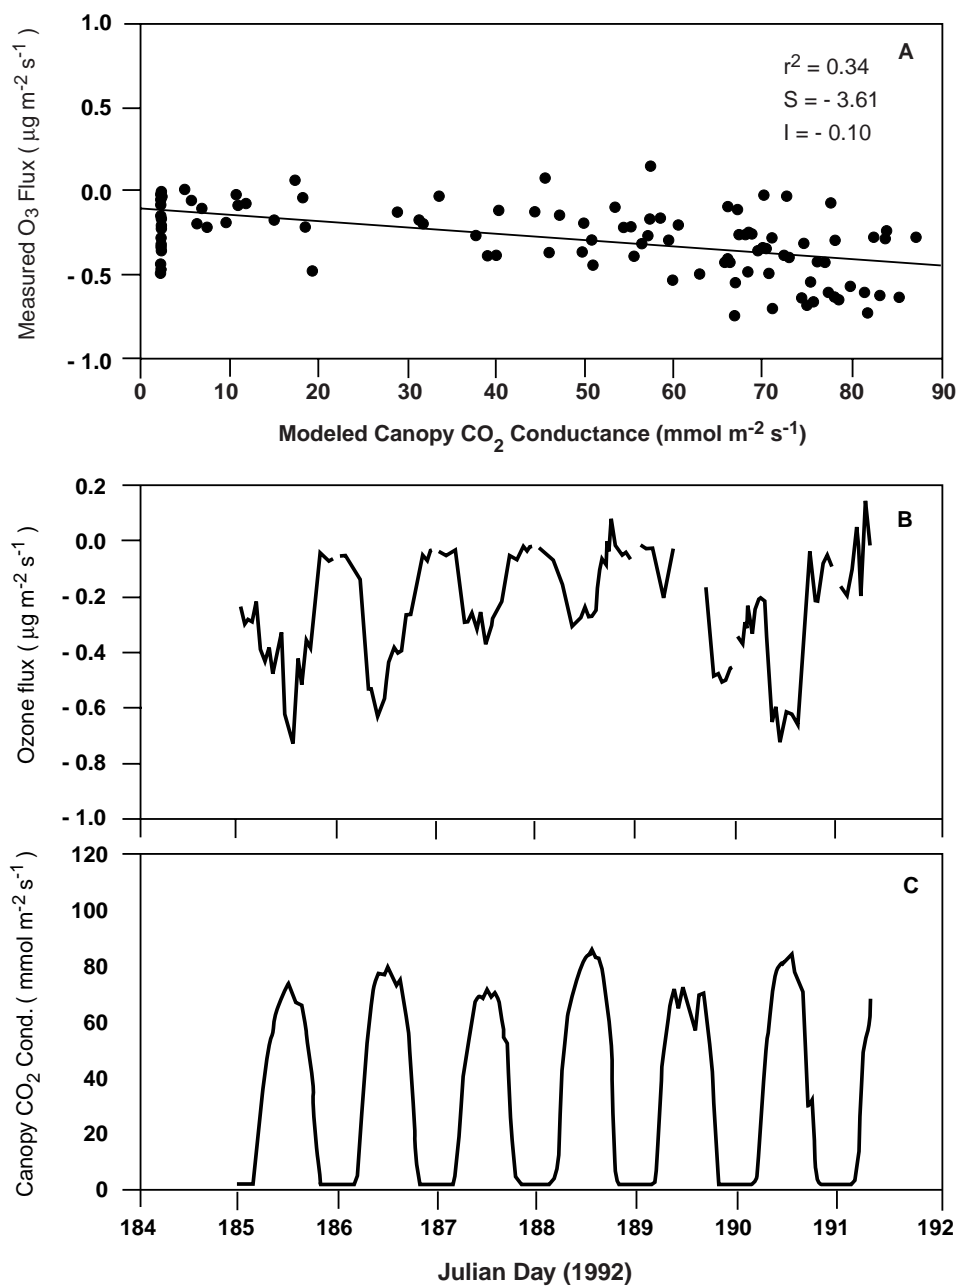 A
r² = 0.34
S = - 3.61
I = - 0.10
Measured O₃ Flux ( µg m⁻² s⁻¹ )
1.0
0.5
0.0
- 0.5
- 1.0
0 10 20 30 40 50 60 70 80 90
Modeled Canopy CO₂ Conductance (mmol m⁻² s⁻¹)
B
Ozone flux ( µg m⁻² s⁻¹ )
0.2
0.0
- 0.2
- 0.4
- 0.6
- 0.8
- 1.0
C
Canopy CO₂ Cond. ( mmol m⁻² s⁻¹ )
120
100
80
60
40
20
0
184 185 186 187 188 189 190 191 192
Julian Day (1992)